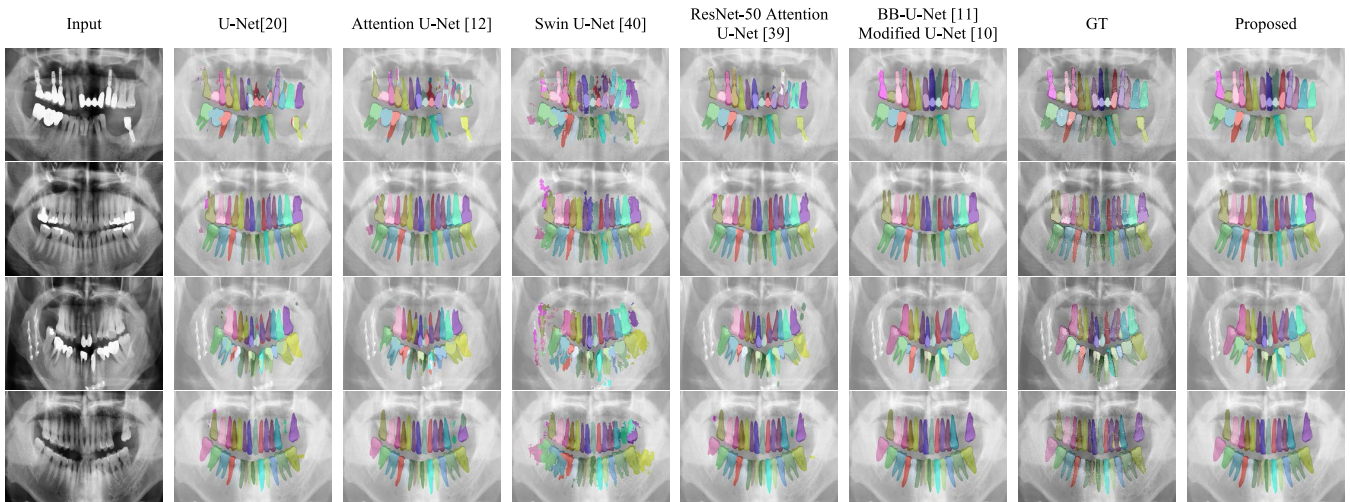 Input
U-Net[20]
Attention U-Net [12]
Swin U-Net [40]
ResNet-50 Attention
U-Net [39]
BB-U-Net [11]
Modified U-Net [10]
GT
Proposed